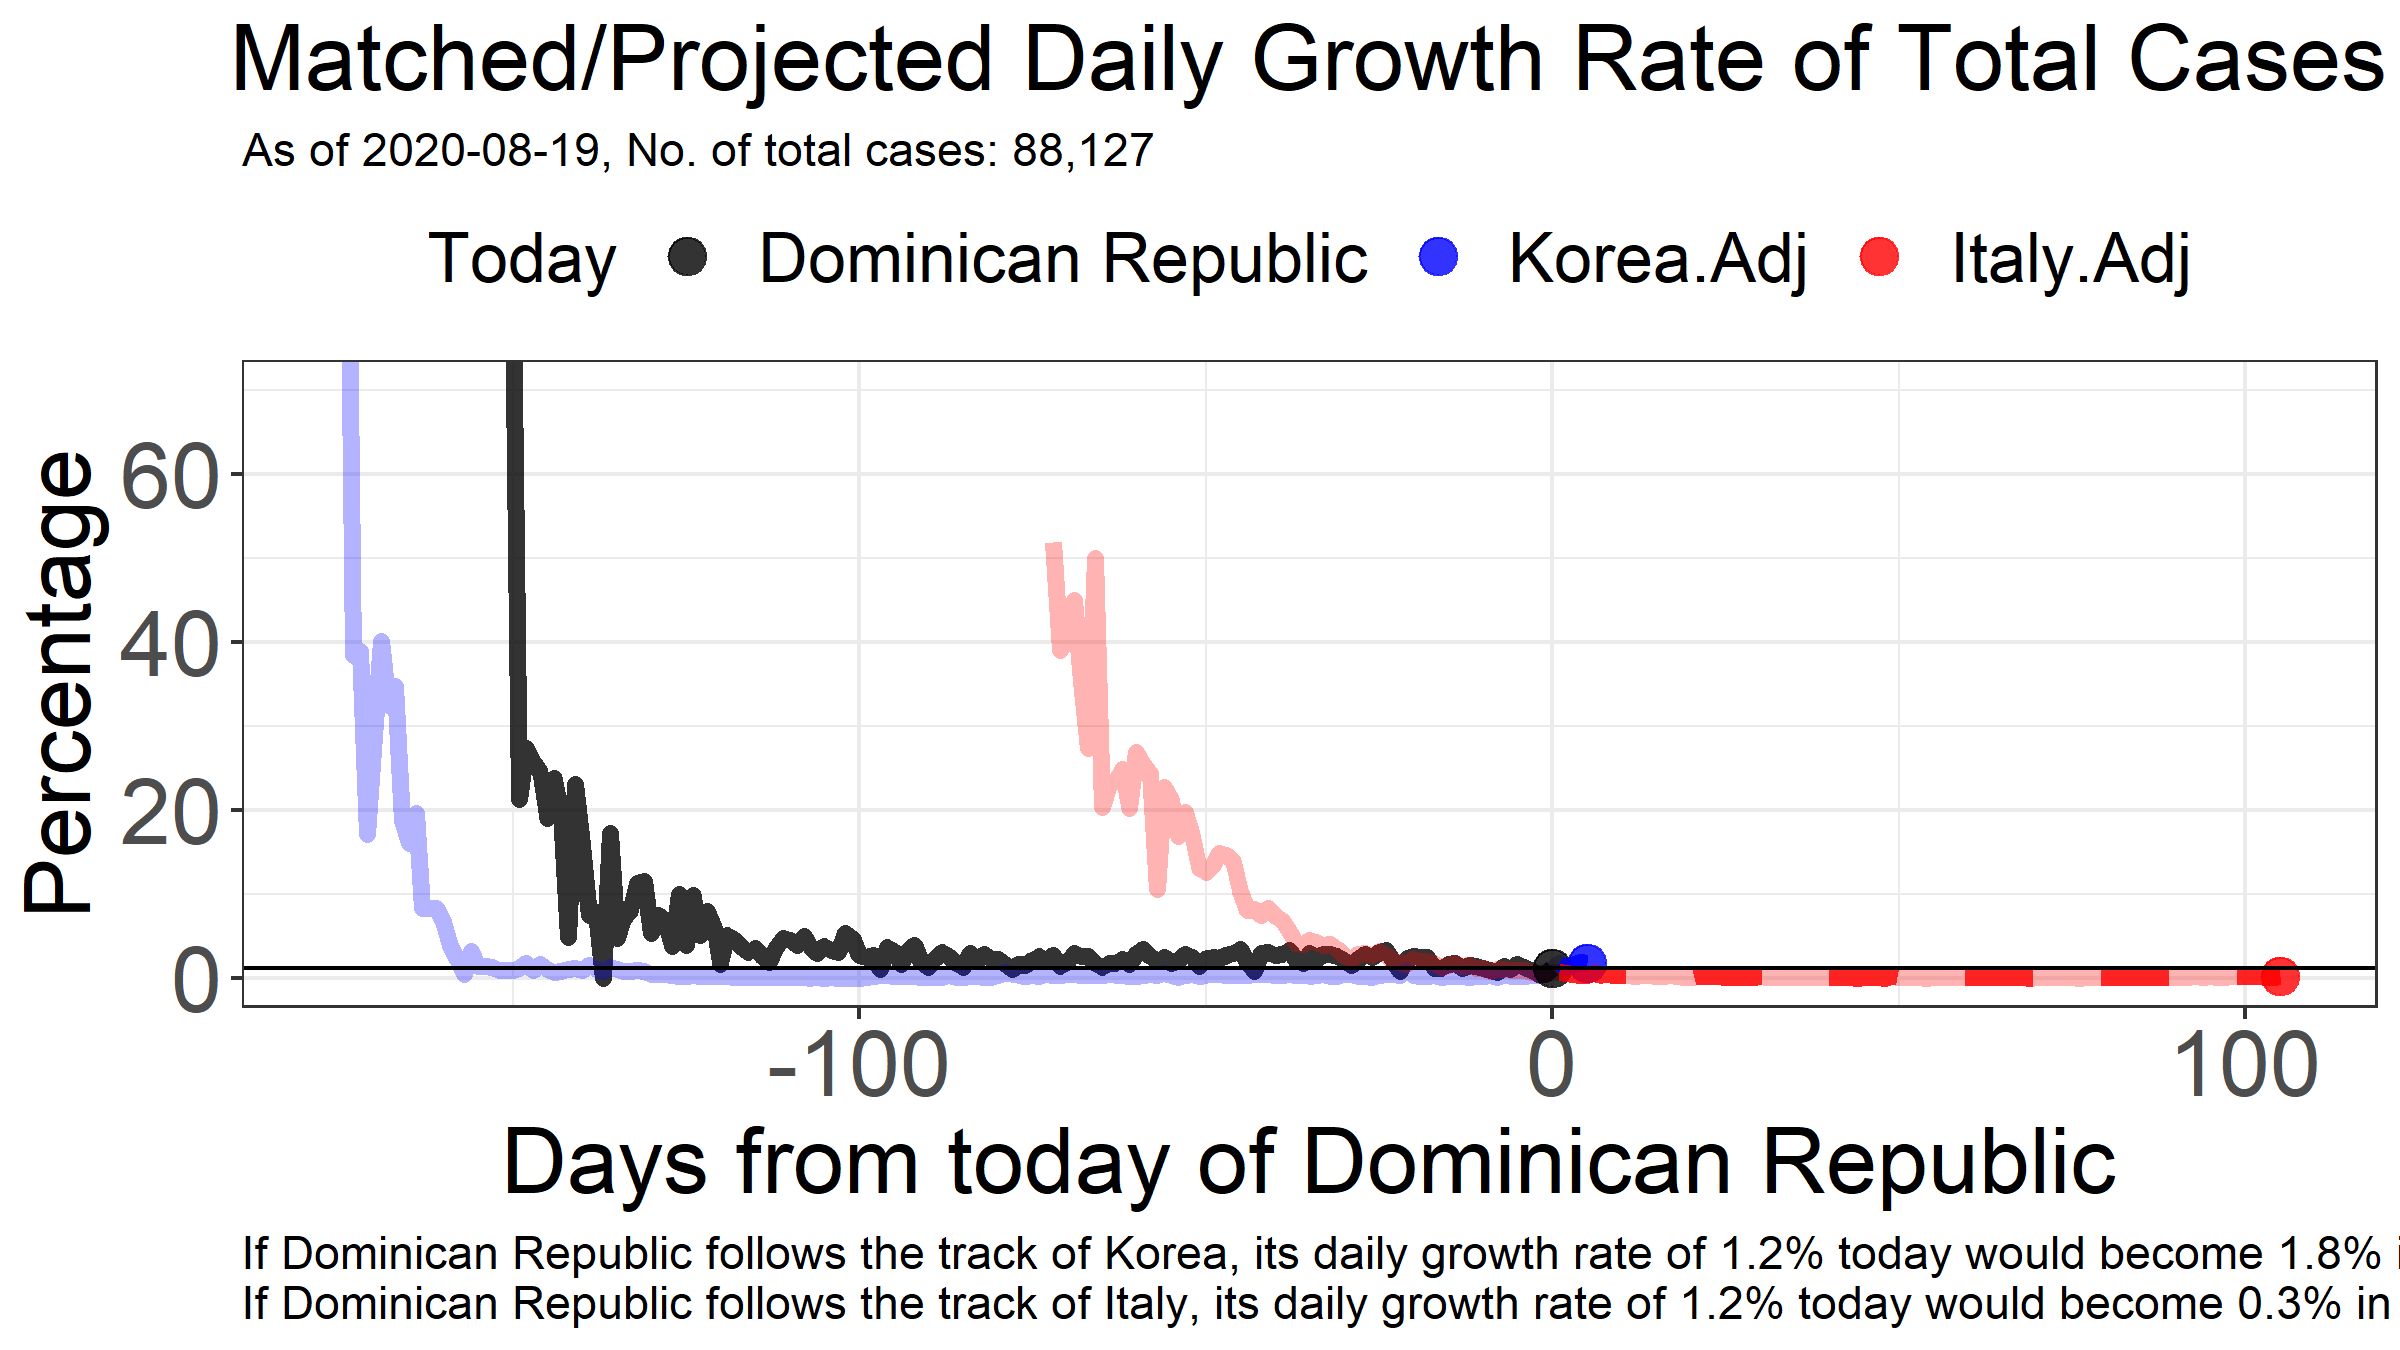 Matched/Projected Daily Growth Rate of Total Cases
As of 2020-08-19, No. of total cases: 88,127
Today Dominican Republic Korea.Adj Italy.Adj
Percentage
60
40
20
0
-100 0 100
Days from today of Dominican Republic
If Dominican Republic follows the track of Korea, its daily growth rate of 1.2% today would become 1.8%
If Dominican Republic follows the track of Italy, its daily growth rate of 1.2% today would become 0.3% in